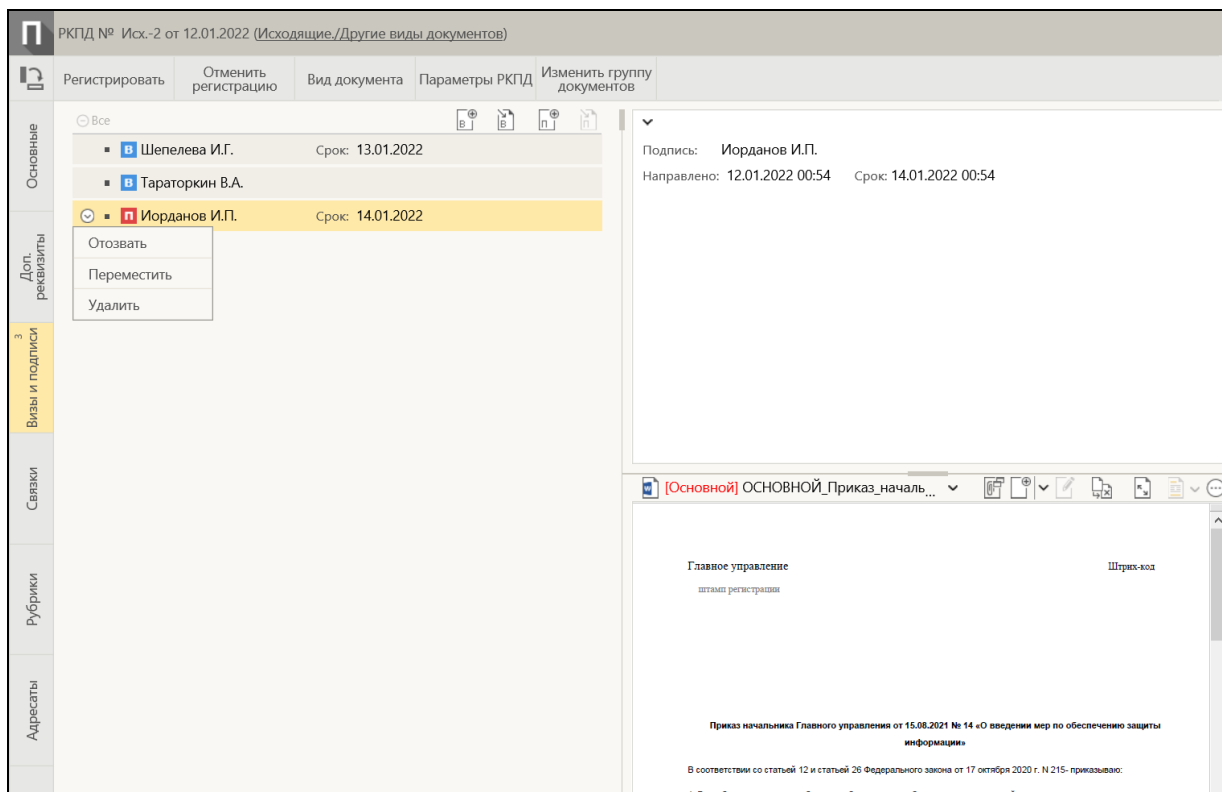 П
РКПД № Исх.-2 от 12.01.2022 (Исходящие./Другие виды документов)
Регистрировать
Отменить
регистрацию
Вид документа
Параметры РКПД
Изменить группу
документов
Основные
Доп.
реквизиты
3
Визы и подписи
Связки
Рубрики
Адресаты
Все
В
В
П
П
В Шепелева И.Г. Срок: 13.01.2022
В Тараторкин В.А.
П Иорданов И.П. Срок: 14.01.2022
Отозвать
Переместить
Удалить
Подпись: Иорданов И.П.
Направлено: 12.01.2022 00:54 Срок: 14.01.2022 00:54
[Основной] ОСНОВНОЙ_Приказ_началь...
Главное управление
Штрих-код
штамп регистрации
Приказ начальника Главного управления от 15.08.2021 № 14 «О введении мер по обеспечению защиты
информации»
В соответствии со статьей 12 и статьей 26 Федерального закона от 17 октября 2020 г. N 215- приказываю: